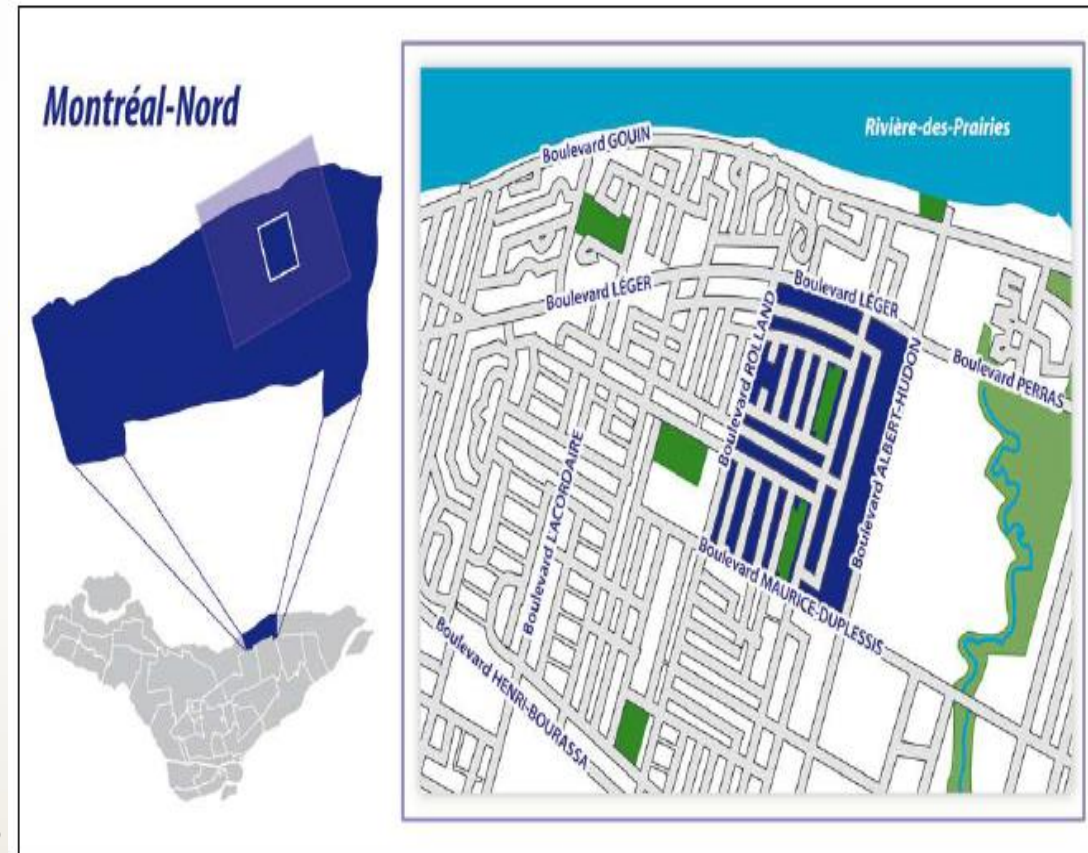 Montréal-Nord
Rivière-des-Prairies
Boulevard GOUIN
Boulevard LÉGER
Boulevard LÉGER
Boulevard PERRAS
Boulevard ROLLAND
Boulevard ALBERT-HUDON
Boulevard LACORDAIRE
Boulevard MAURICE-DUPLESSIS
Boulevard HENRI-BOURASSA